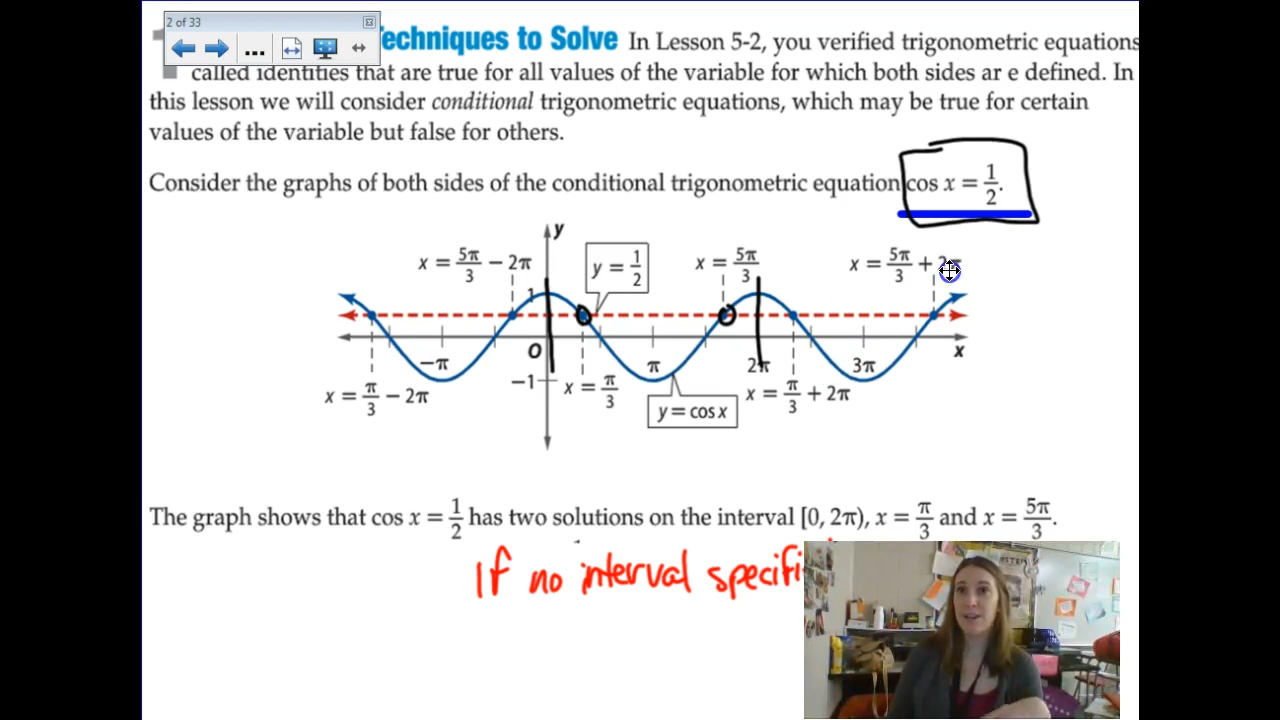 2 of 33
Techniques to Solve In Lesson 5-2, you verified trigonometric equations
called identities that are true for all values of the variable for which both sides ar e defined. In
this lesson we will consider conditional trigonometric equations, which may be true for certain
values of the variable but false for others.
Consider the graphs of both sides of the conditional trigonometric equation cos x = 1/2.
y
x = 5π/3 − 2π
y = 1/2
x = 5π/3
x = 5π/3 + 2π
1
O
−π
π
2π
3π
x
−1
x = π/3 − 2π
x = π/3
y = cos x
x = π/3 + 2π
The graph shows that cos x = 1/2 has two solutions on the interval [0, 2π), x = π/3 and x = 5π/3.
If no interval specifi